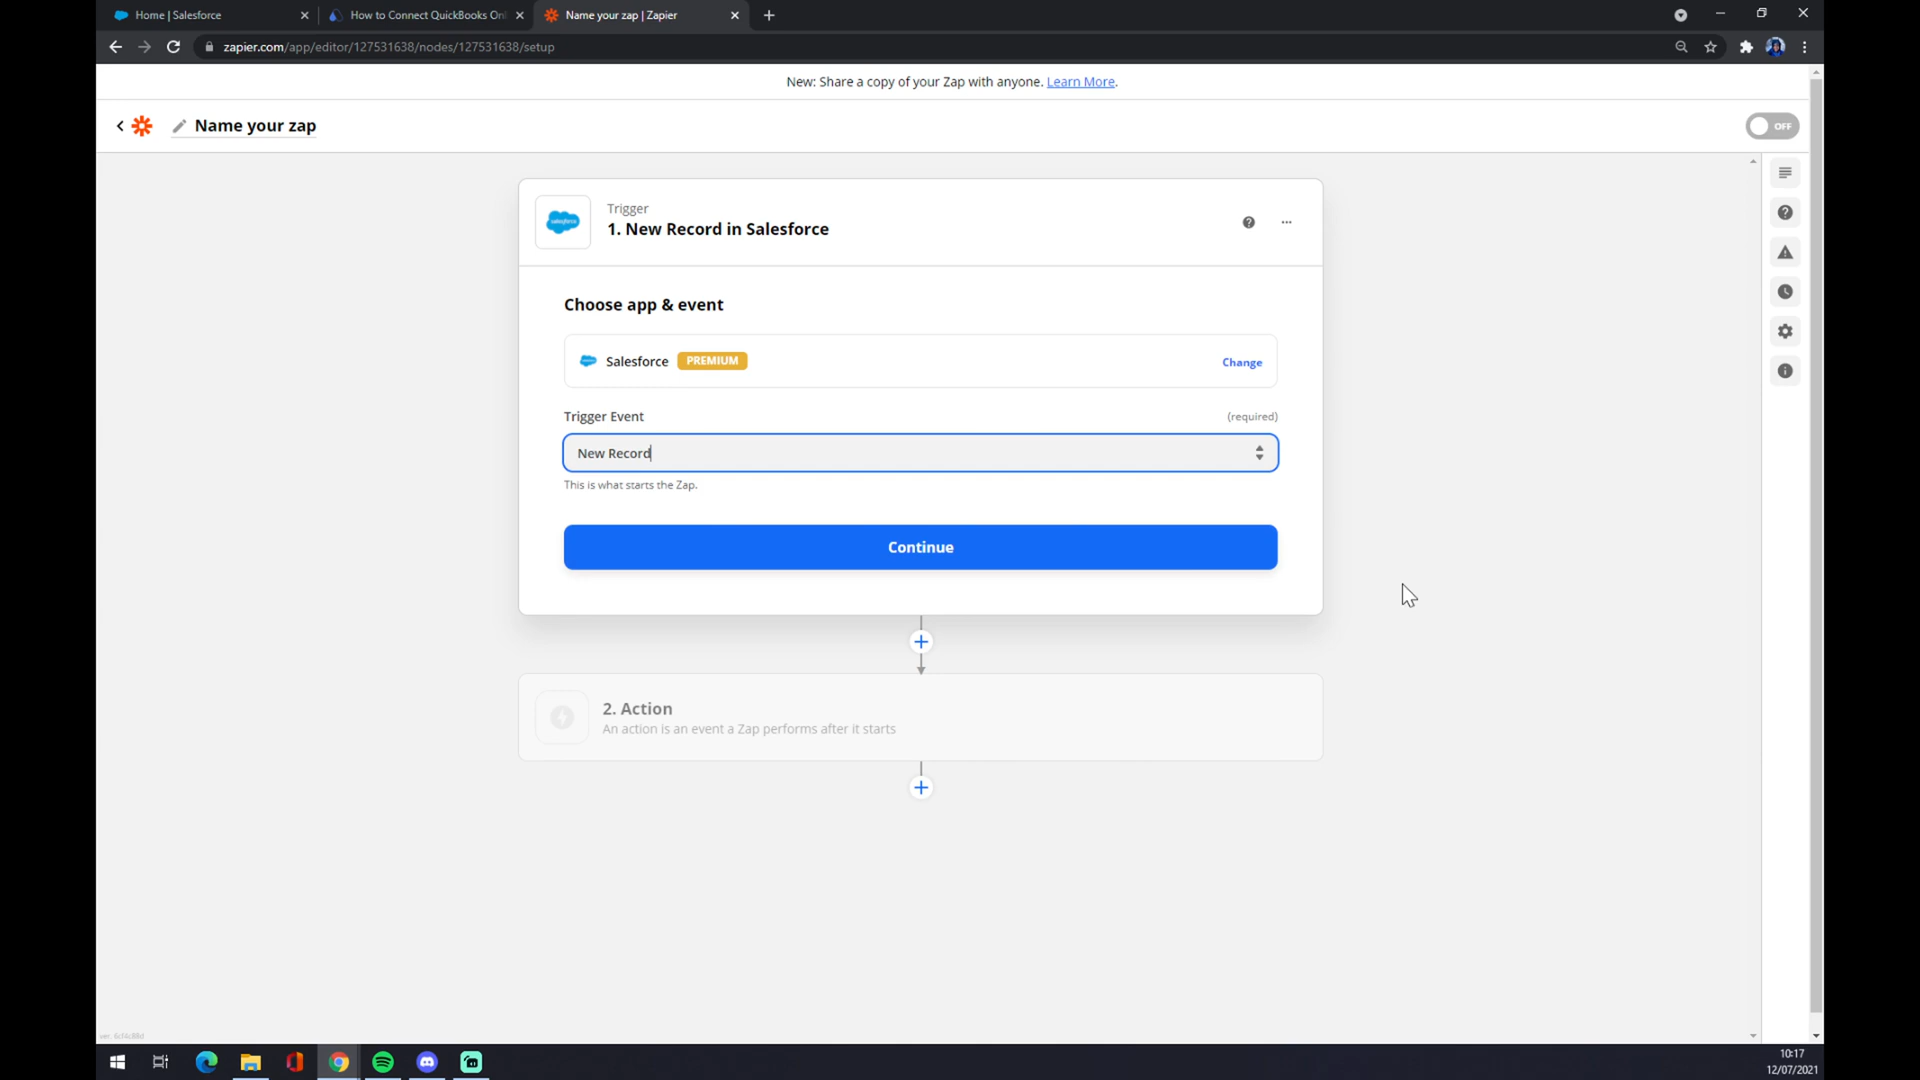 Home | Salesforce
How to Connect QuickBooks Onl
Name your zap | Zapier
zapier.com/app/editor/127531638/nodes/127531638/setup
New: Share a copy of your Zap with anyone. Learn More.
Name your zap
OFF
Trigger
1. New Record in Salesforce
Choose app & event
Salesforce PREMIUM
Change
Trigger Event
(required)
New Record
This is what starts the Zap.
Continue
2. Action
An action is an event a Zap performs after it starts
10:17
12/07/2021